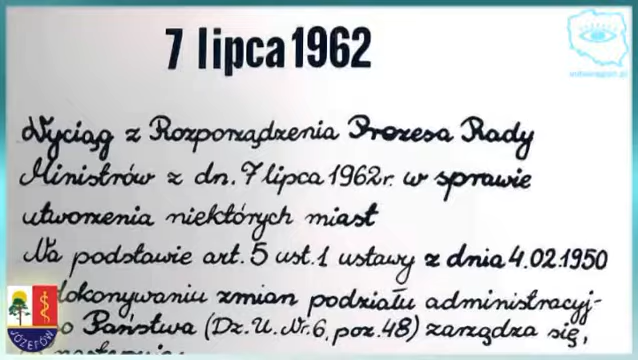 7 lipca 1962
Wyciąg z Rozporządzenia Prezesa Rady
Ministrów z dn. 7 lipca 1962r. w sprawie
utworzenia niektórych miast
Na podstawie art. 5 ust. 1 ustawy z dnia 4.02.1950
dokonywaniu zmian podziału administracyj-
Państwa (Dz. U. Nr. 6, poz. 48) zarządza się,
JÓZEFÓW